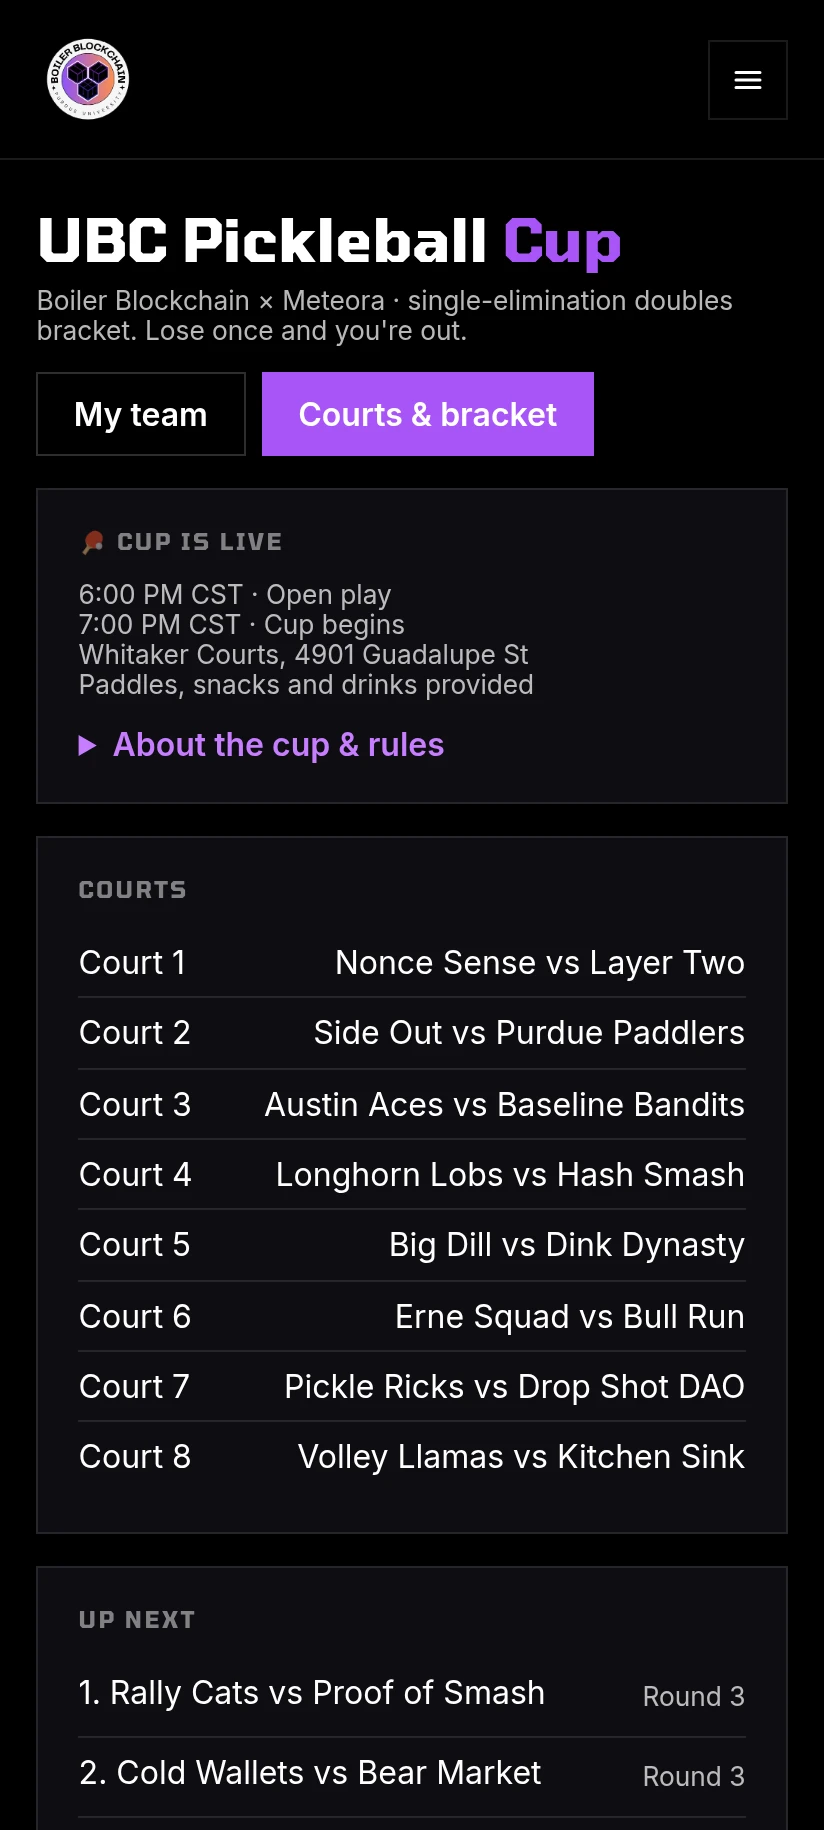 BOILER BLOCKCHAIN
PURDUE UNIVERSITY
UBC Pickleball Cup
Boiler Blockchain × Meteora · single-elimination doubles
bracket. Lose once and you're out.
My team
Courts & bracket
CUP IS LIVE
6:00 PM CST · Open play
7:00 PM CST · Cup begins
Whitaker Courts, 4901 Guadalupe St
Paddles, snacks and drinks provided
About the cup & rules
COURTS
Court 1 Nonce Sense vs Layer Two
Court 2 Side Out vs Purdue Paddlers
Court 3 Austin Aces vs Baseline Bandits
Court 4 Longhorn Lobs vs Hash Smash
Court 5 Big Dill vs Dink Dynasty
Court 6 Erne Squad vs Bull Run
Court 7 Pickle Ricks vs Drop Shot DAO
Court 8 Volley Llamas vs Kitchen Sink
UP NEXT
1. Rally Cats vs Proof of Smash Round 3
2. Cold Wallets vs Bear Market Round 3